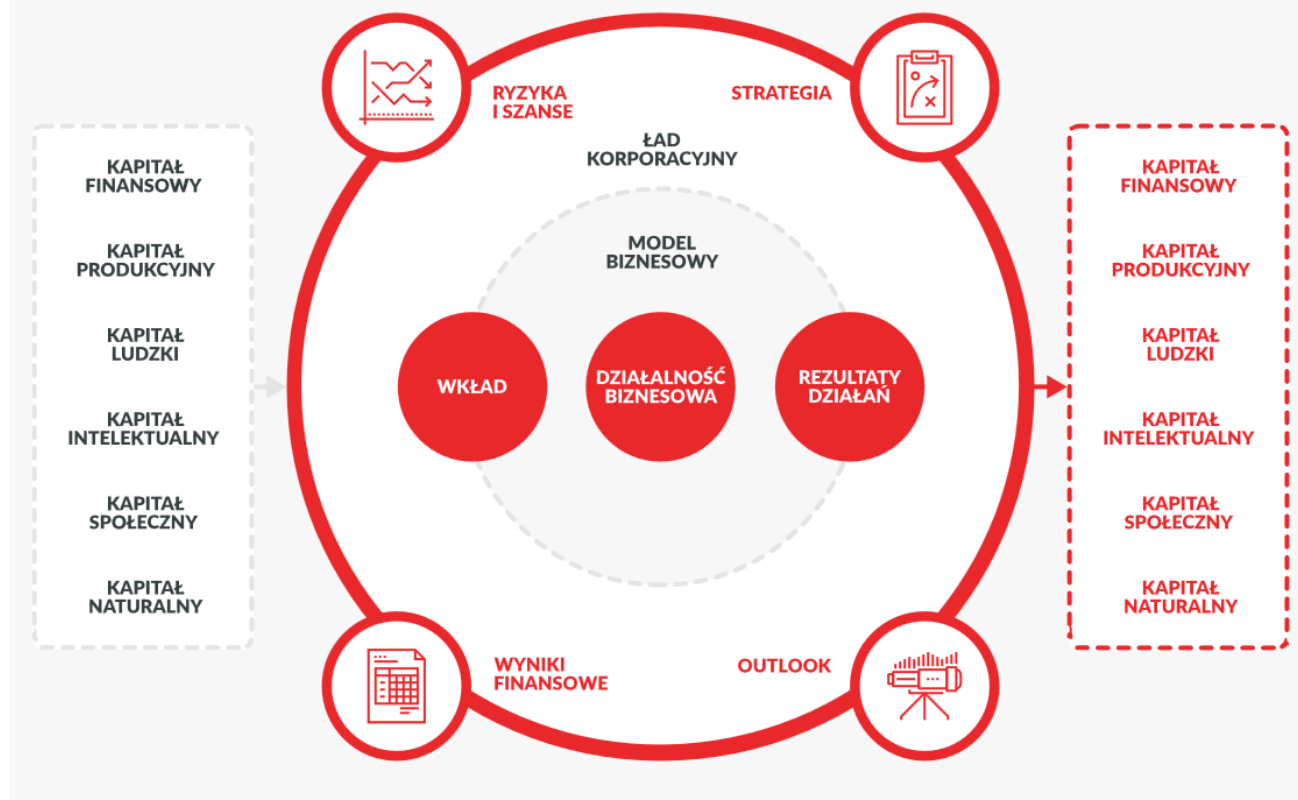 RYZYKA
I SZANSE
STRATEGIA
ŁAD
KORPORACYJNY
KAPITAŁ
FINANSOWY
KAPITAŁ
PRODUKCYJNY
KAPITAŁ
LUDZKI
KAPITAŁ
INTELEKTUALNY
KAPITAŁ
SPOŁECZNY
KAPITAŁ
NATURALNY
MODEL
BIZNESOWY
WKŁAD
DZIAŁALNOŚĆ
BIZNESOWA
REZULTATY
DZIAŁAŃ
WYNIKI
FINANSOWE
OUTLOOK
KAPITAŁ
FINANSOWY
KAPITAŁ
PRODUKCYJNY
KAPITAŁ
LUDZKI
KAPITAŁ
INTELEKTUALNY
KAPITAŁ
SPOŁECZNY
KAPITAŁ
NATURALNY